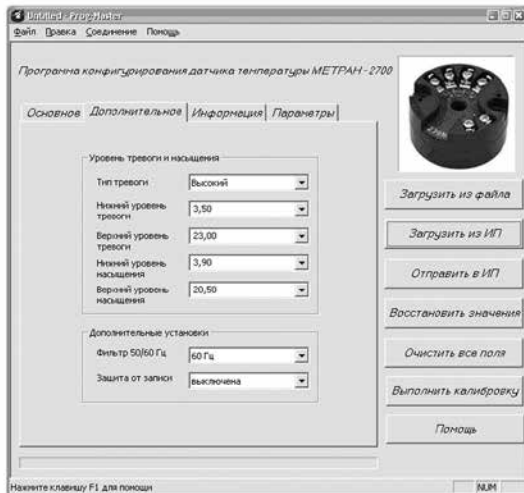 Untitled - Prog-Master
Файл Правка Соединение Помощь
Программа конфигурирования датчика температуры МЕТРАН-2700
Основное Дополнительное Информация Параметры
Уровень тревоги и насыщения
Тип тревоги Высокий
Нижний уровень
тревоги 3,50
Верхний уровень
тревоги 23,00
Нижний уровень
насыщения 3,90
Верхний уровень
насыщения 20,50
Дополнительные установки
Фильтр 50/60 Гц 60 Гц
Защита от записи выключена
Загрузить из файла
Загрузить из ИП
Отправить в ИП
Восстановить значения
Очистить все поля
Выполнить калибровку
Помощь
Нажмите клавишу F1 для помощи NUM